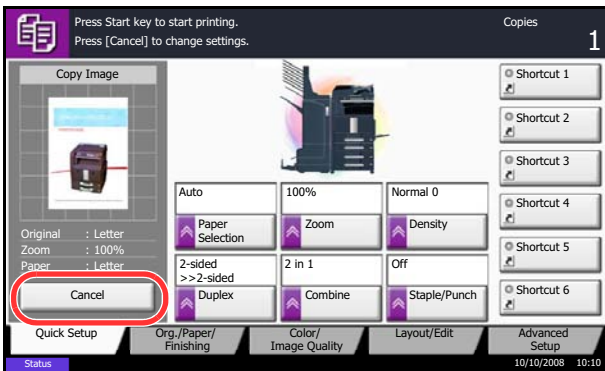 Press Start key to start printing.
Press [Cancel] to change settings.
Copies
1
Copy Image
Original : Letter
Zoom : 100%
Paper : Letter
Cancel
Auto
Paper
Selection
100%
Zoom
Normal 0
Density
2-sided
>>2-sided
Duplex
2 in 1
Combine
Off
Staple/Punch
Shortcut 1
Shortcut 2
Shortcut 3
Shortcut 4
Shortcut 5
Shortcut 6
Quick Setup
Org./Paper/
Finishing
Color/
Image Quality
Layout/Edit
Advanced
Setup
Status
10/10/2008 10:10